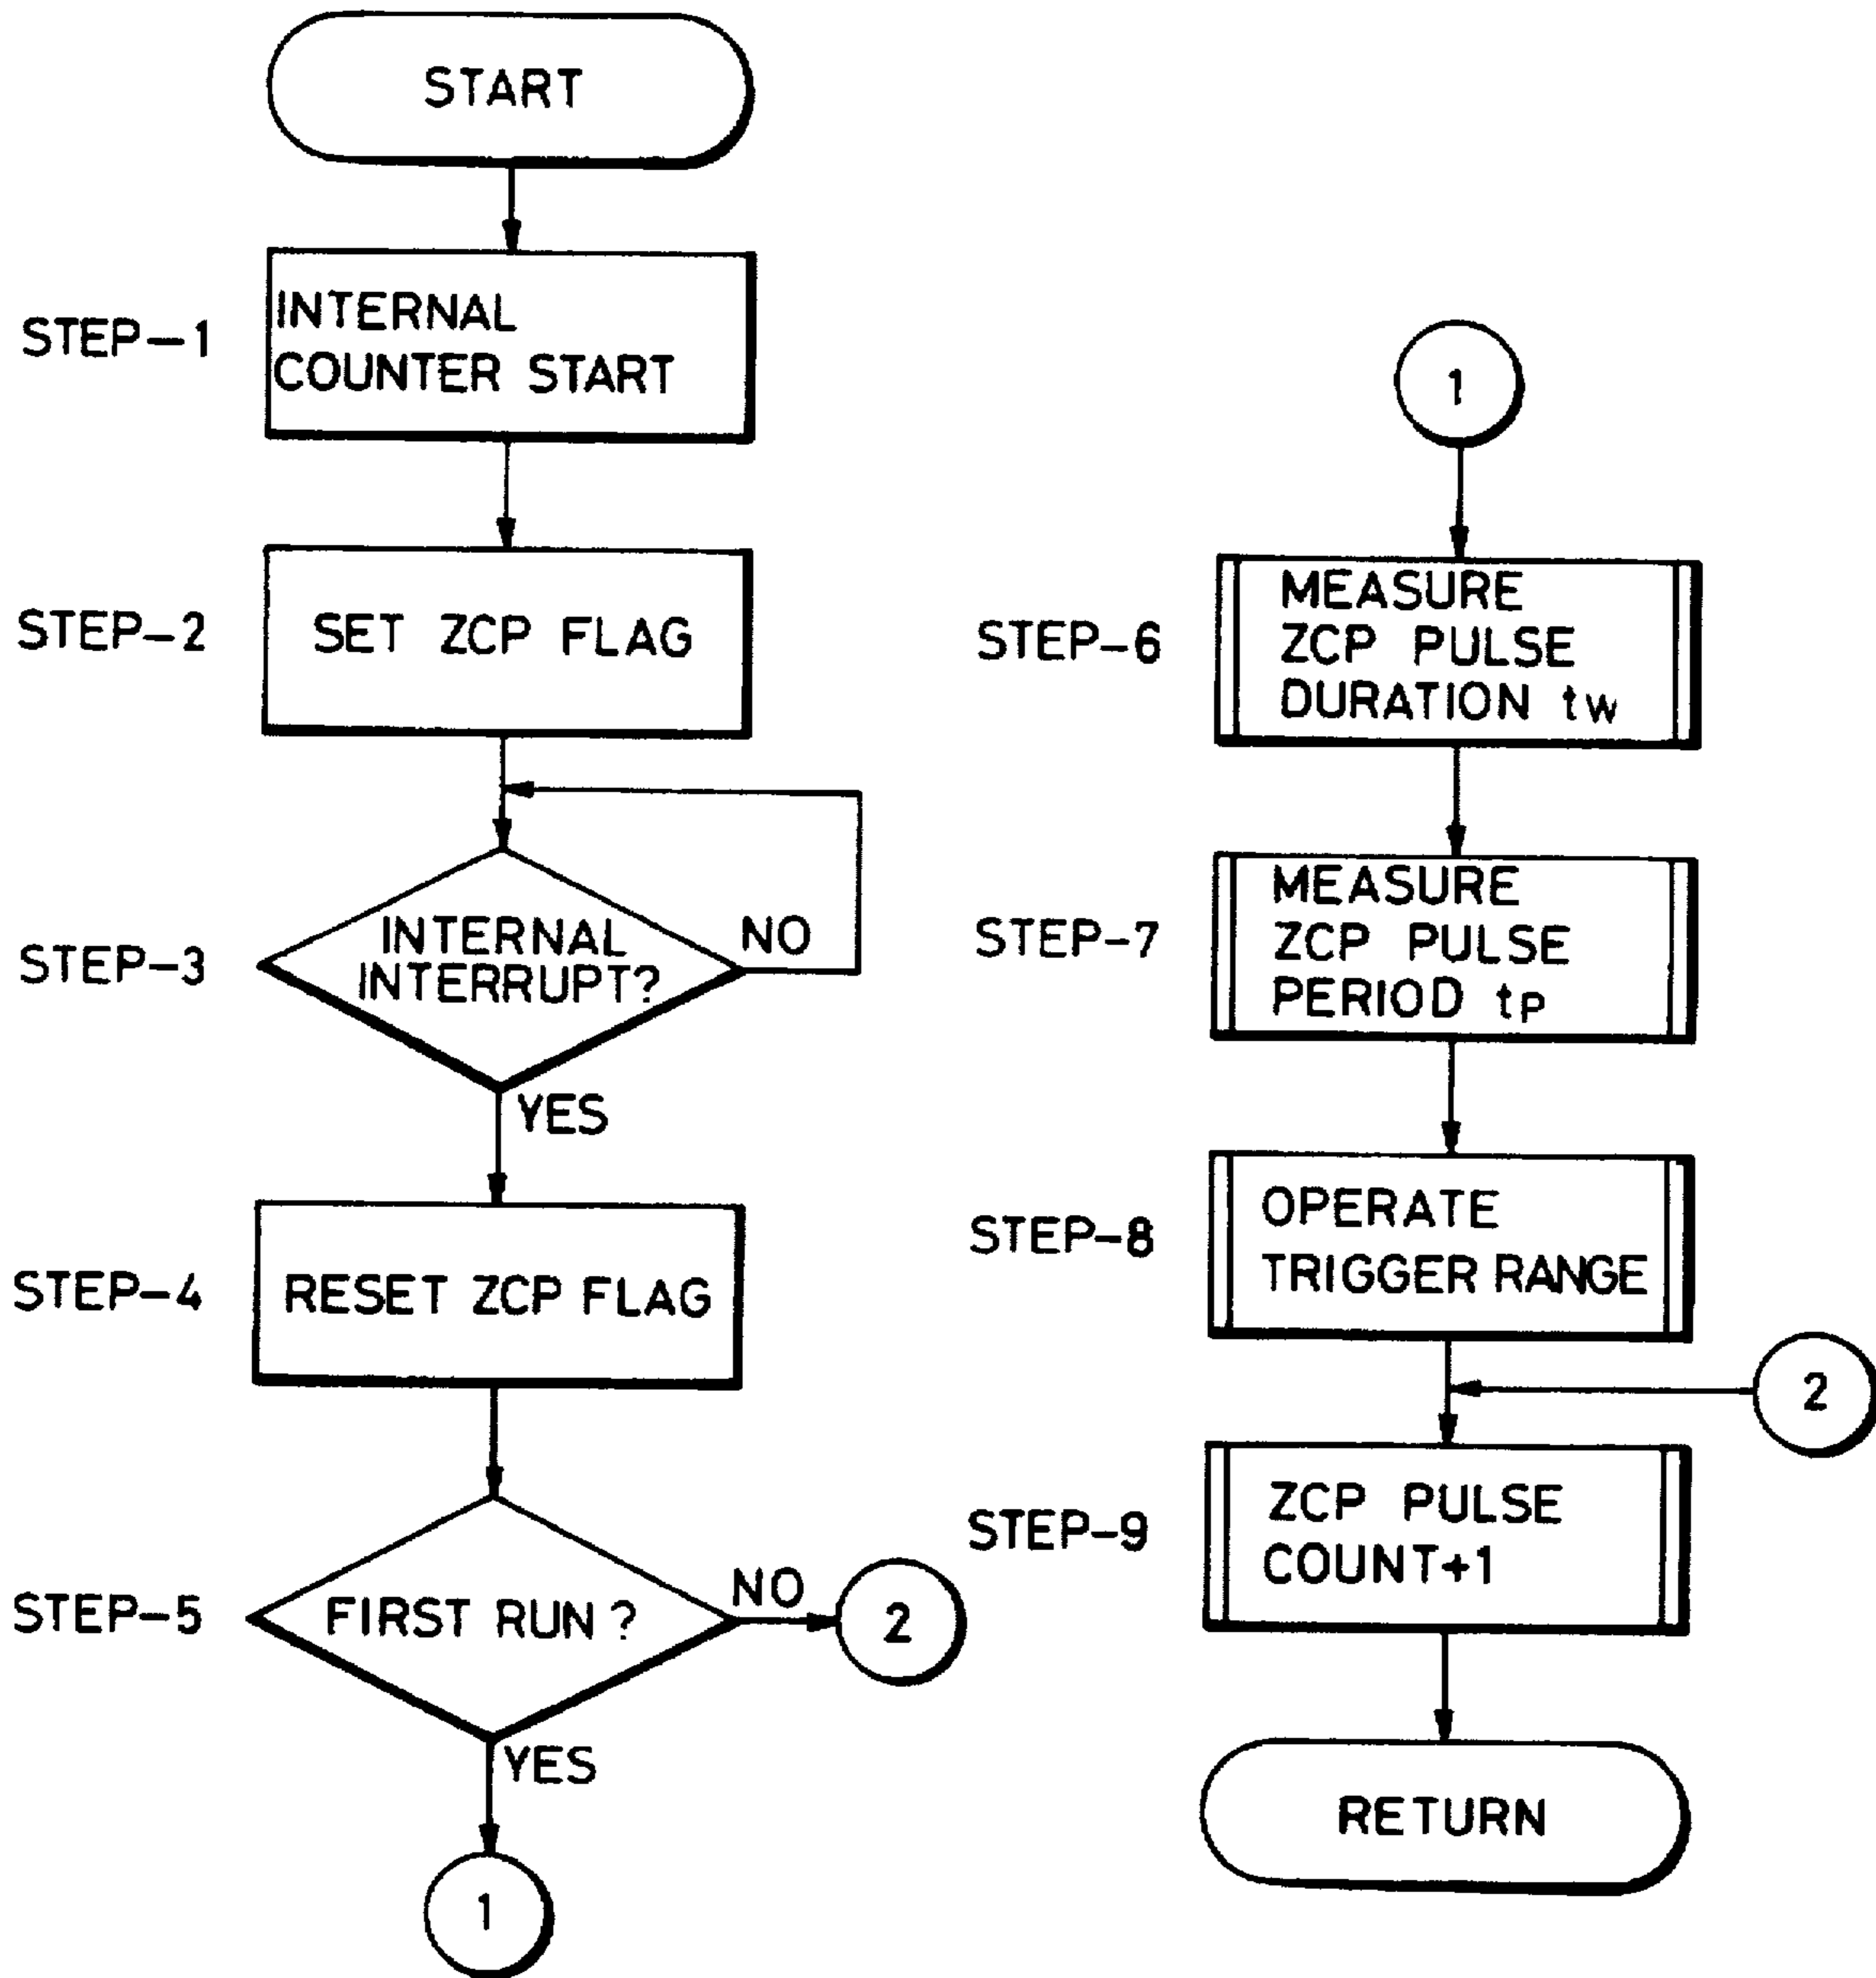 START
STEP-1
INTERNAL
COUNTER START
STEP-2
SET ZCP FLAG
STEP-3
INTERNAL
INTERRUPT?
NO
YES
STEP-4
RESET ZCP FLAG
STEP-5
FIRST RUN?
NO
2
YES
1
1
STEP-6
MEASURE
ZCP PULSE
DURATION tw
STEP-7
MEASURE
ZCP PULSE
PERIOD tp
STEP-8
OPERATE
TRIGGER RANGE
2
STEP-9
ZCP PULSE
COUNT+1
RETURN